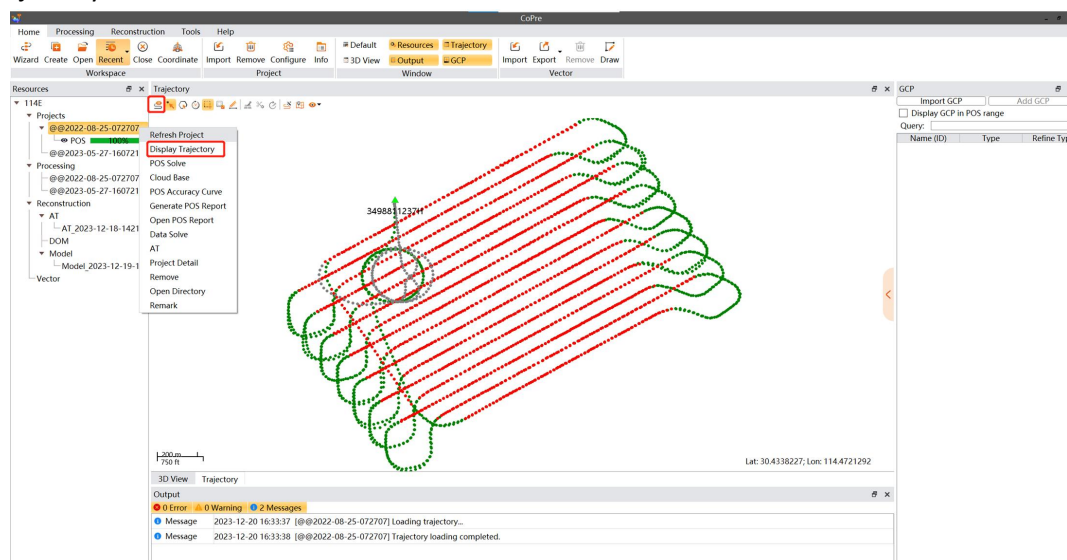 CoPre
Home Processing Reconstruction Tools Help
Wizard Create Open Recent Close Coordinate Import Remove Configure Info
Default Resources Trajectory
3D View Output GCP
Import Export Remove Draw
Workspace Project Window Vector
Resources
114E
Projects
@@2022-08-25-072707
POS 100%
@@2023-05-27-160721
Processing
@@2022-08-25-072707
@@2023-05-27-160721
Reconstruction
AT
AT_2023-12-18-1421
DOM
Model
Model_2023-12-19-1
Vector
Trajectory
Refresh Project
Display Trajectory
POS Solve
Cloud Base
POS Accuracy Curve
Generate POS Report
Open POS Report
Data Solve
AT
Project Detail
Remove
Open Directory
Remark
200 m
750 ft
Lat: 30.4338227; Lon: 114.4721292
3D View Trajectory
Output
0 Error 0 Warning 2 Messages
Message 2023-12-20 16:33:37 [@@2022-08-25-072707] Loading trajectory...
Message 2023-12-20 16:33:38 [@@2022-08-25-072707] Trajectory loading completed.
GCP
Import GCP Add GCP
Display GCP in POS range
Query:
Name (ID) Type Refine Typ